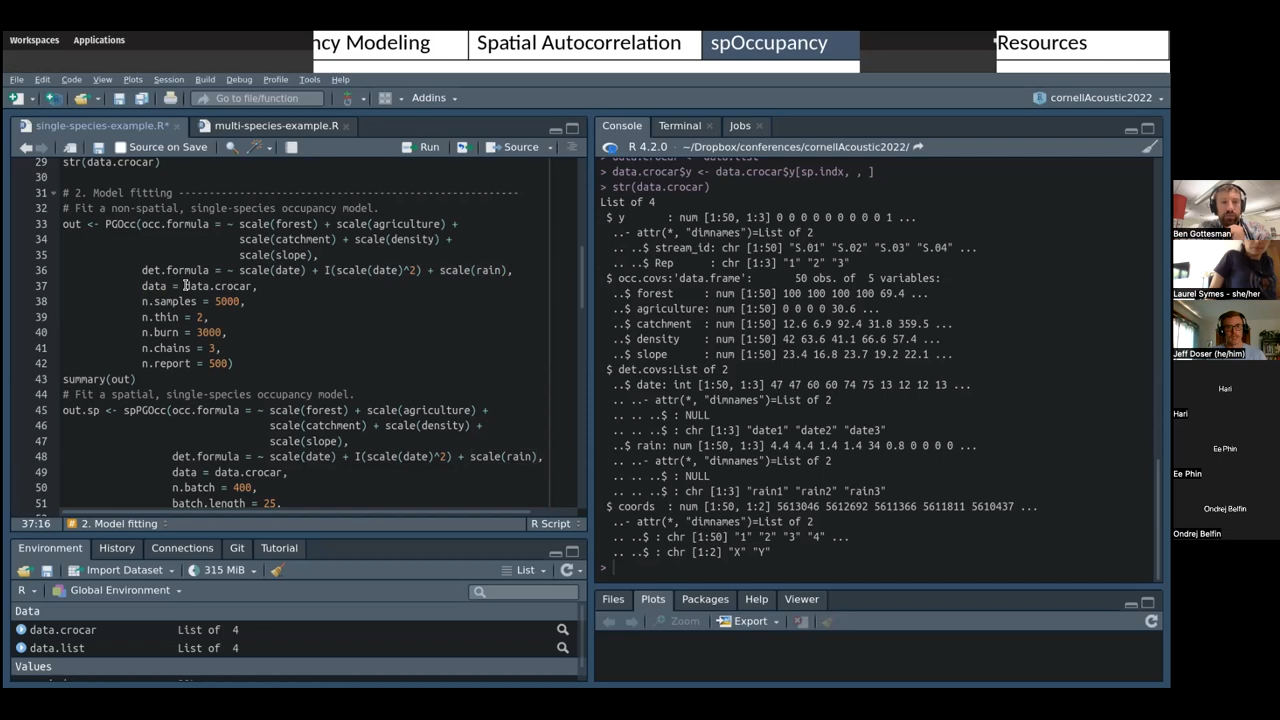 Workspaces Applications
ncy Modeling Spatial Autocorrelation spOccupancy Resources
File Edit Code View Plots Session Build Debug Profile Tools Help
Go to file/function Addins cornellAcoustic2022
single-species-example.R* multi-species-example.R
Source on Save Run Source
29 str(data.crocar)
30
31 # 2. Model fitting -------------------------------------------------------
32 # Fit a non-spatial, single-species occupancy model.
33 out <- PGOcc(occ.formula = ~ scale(forest) + scale(agriculture) +
34 scale(catchment) + scale(density) +
35 scale(slope),
36 det.formula = ~ scale(date) + I(scale(date)^2) + scale(rain),
37 data = data.crocar,
38 n.samples = 5000,
39 n.thin = 2,
40 n.burn = 3000,
41 n.chains = 3,
42 n.report = 500)
43 summary(out)
44 # Fit a spatial, single-species occupancy model.
45 out.sp <- spPGOcc(occ.formula = ~ scale(forest) + scale(agriculture) +
46 scale(catchment) + scale(density) +
47 scale(slope),
48 det.formula = ~ scale(date) + I(scale(date)^2) + scale(rain),
49 data = data.crocar,
50 n.batch = 400,
51 batch.length = 25,
37:16 2. Model fitting R Script
Environment History Connections Git Tutorial
Import Dataset 315 MiB List
R Global Environment
Data
data.crocar List of 4
data.list List of 4
Values
Console Terminal Jobs
R 4.2.0 · ~/Dropbox/conferences/cornellAcoustic2022/
> data.crocar <- data.list
> data.crocar$y <- data.crocar$y[sp.indx, , ]
> str(data.crocar)
List of 4
$ y : num [1:50, 1:3] 0 0 0 0 0 0 0 0 0 1 ...
..- attr(*, "dimnames")=List of 2
.. ..$ stream_id: chr [1:50] "S.01" "S.02" "S.03" "S.04" ...
.. ..$ Rep : chr [1:3] "1" "2" "3"
$ occ.covs:'data.frame': 50 obs. of 5 variables:
..$ forest : num [1:50] 100 100 100 100 69.4 ...
..$ agriculture: num [1:50] 0 0 0 0 30.6 ...
..$ catchment : num [1:50] 12.6 6.9 92.4 31.8 359.5 ...
..$ density : num [1:50] 42 63.6 41.1 66.6 57.4 ...
..$ slope : num [1:50] 23.4 16.8 23.7 19.2 22.1 ...
$ det.covs:List of 2
..$ date: int [1:50, 1:3] 47 47 60 60 74 75 13 12 12 13 ...
.. ..- attr(*, "dimnames")=List of 2
.. .. ..$ : NULL
.. .. ..$ : chr [1:3] "date1" "date2" "date3"
..$ rain: num [1:50, 1:3] 4.4 4.4 1.4 1.4 34 0.8 0 0 0 0 ...
.. ..- attr(*, "dimnames")=List of 2
.. .. ..$ : NULL
.. .. ..$ : chr [1:3] "rain1" "rain2" "rain3"
$ coords : num [1:50, 1:2] 5613046 5612692 5611366 5611811 5610437 ...
..- attr(*, "dimnames")=List of 2
.. ..$ : chr [1:50] "1" "2" "3" "4" ...
.. ..$ : chr [1:2] "X" "Y"
>
Files Plots Packages Help Viewer
Zoom Export
Ben Gottesman
Laurel Symes - she/her
Jeff Doser (he/him)
Hari
Hari
Ee Phin
Ee Phin
Ondrej Belfin
Ondrej Belfin